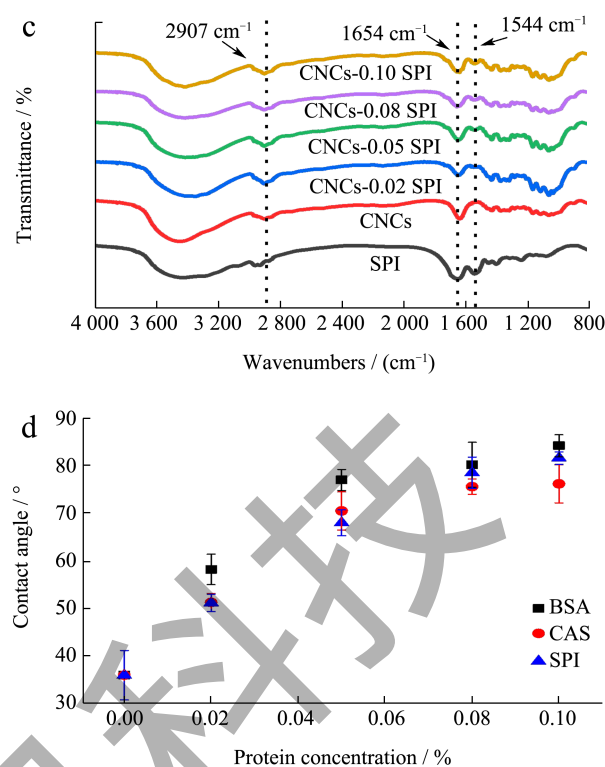 c
2907 cm⁻¹
1654 cm⁻¹
1544 cm⁻¹
CNCs-0.10 SPI
CNCs-0.08 SPI
CNCs-0.05 SPI
CNCs-0.02 SPI
CNCs
SPI
Transmittance / %
4 000 3 600 3 200 2 800 2 400 2 000 1 600 1 200 800
Wavenumbers / (cm⁻¹)
d
90
80
70
60
50
40
30
Contact angle / °
BSA
CAS
SPI
0.00 0.02 0.04 0.06 0.08 0.10
Protein concentration / %
科技